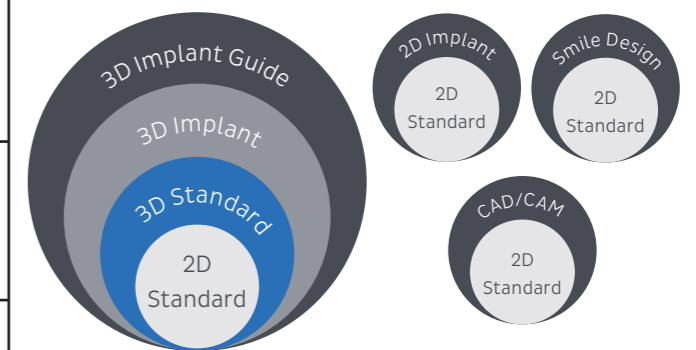 3D Implant Guide
3D Implant
3D Standard
2D
Standard
2D Implant
2D
Standard
Smile Design
2D
Standard
CAD/CAM
2D
Standard